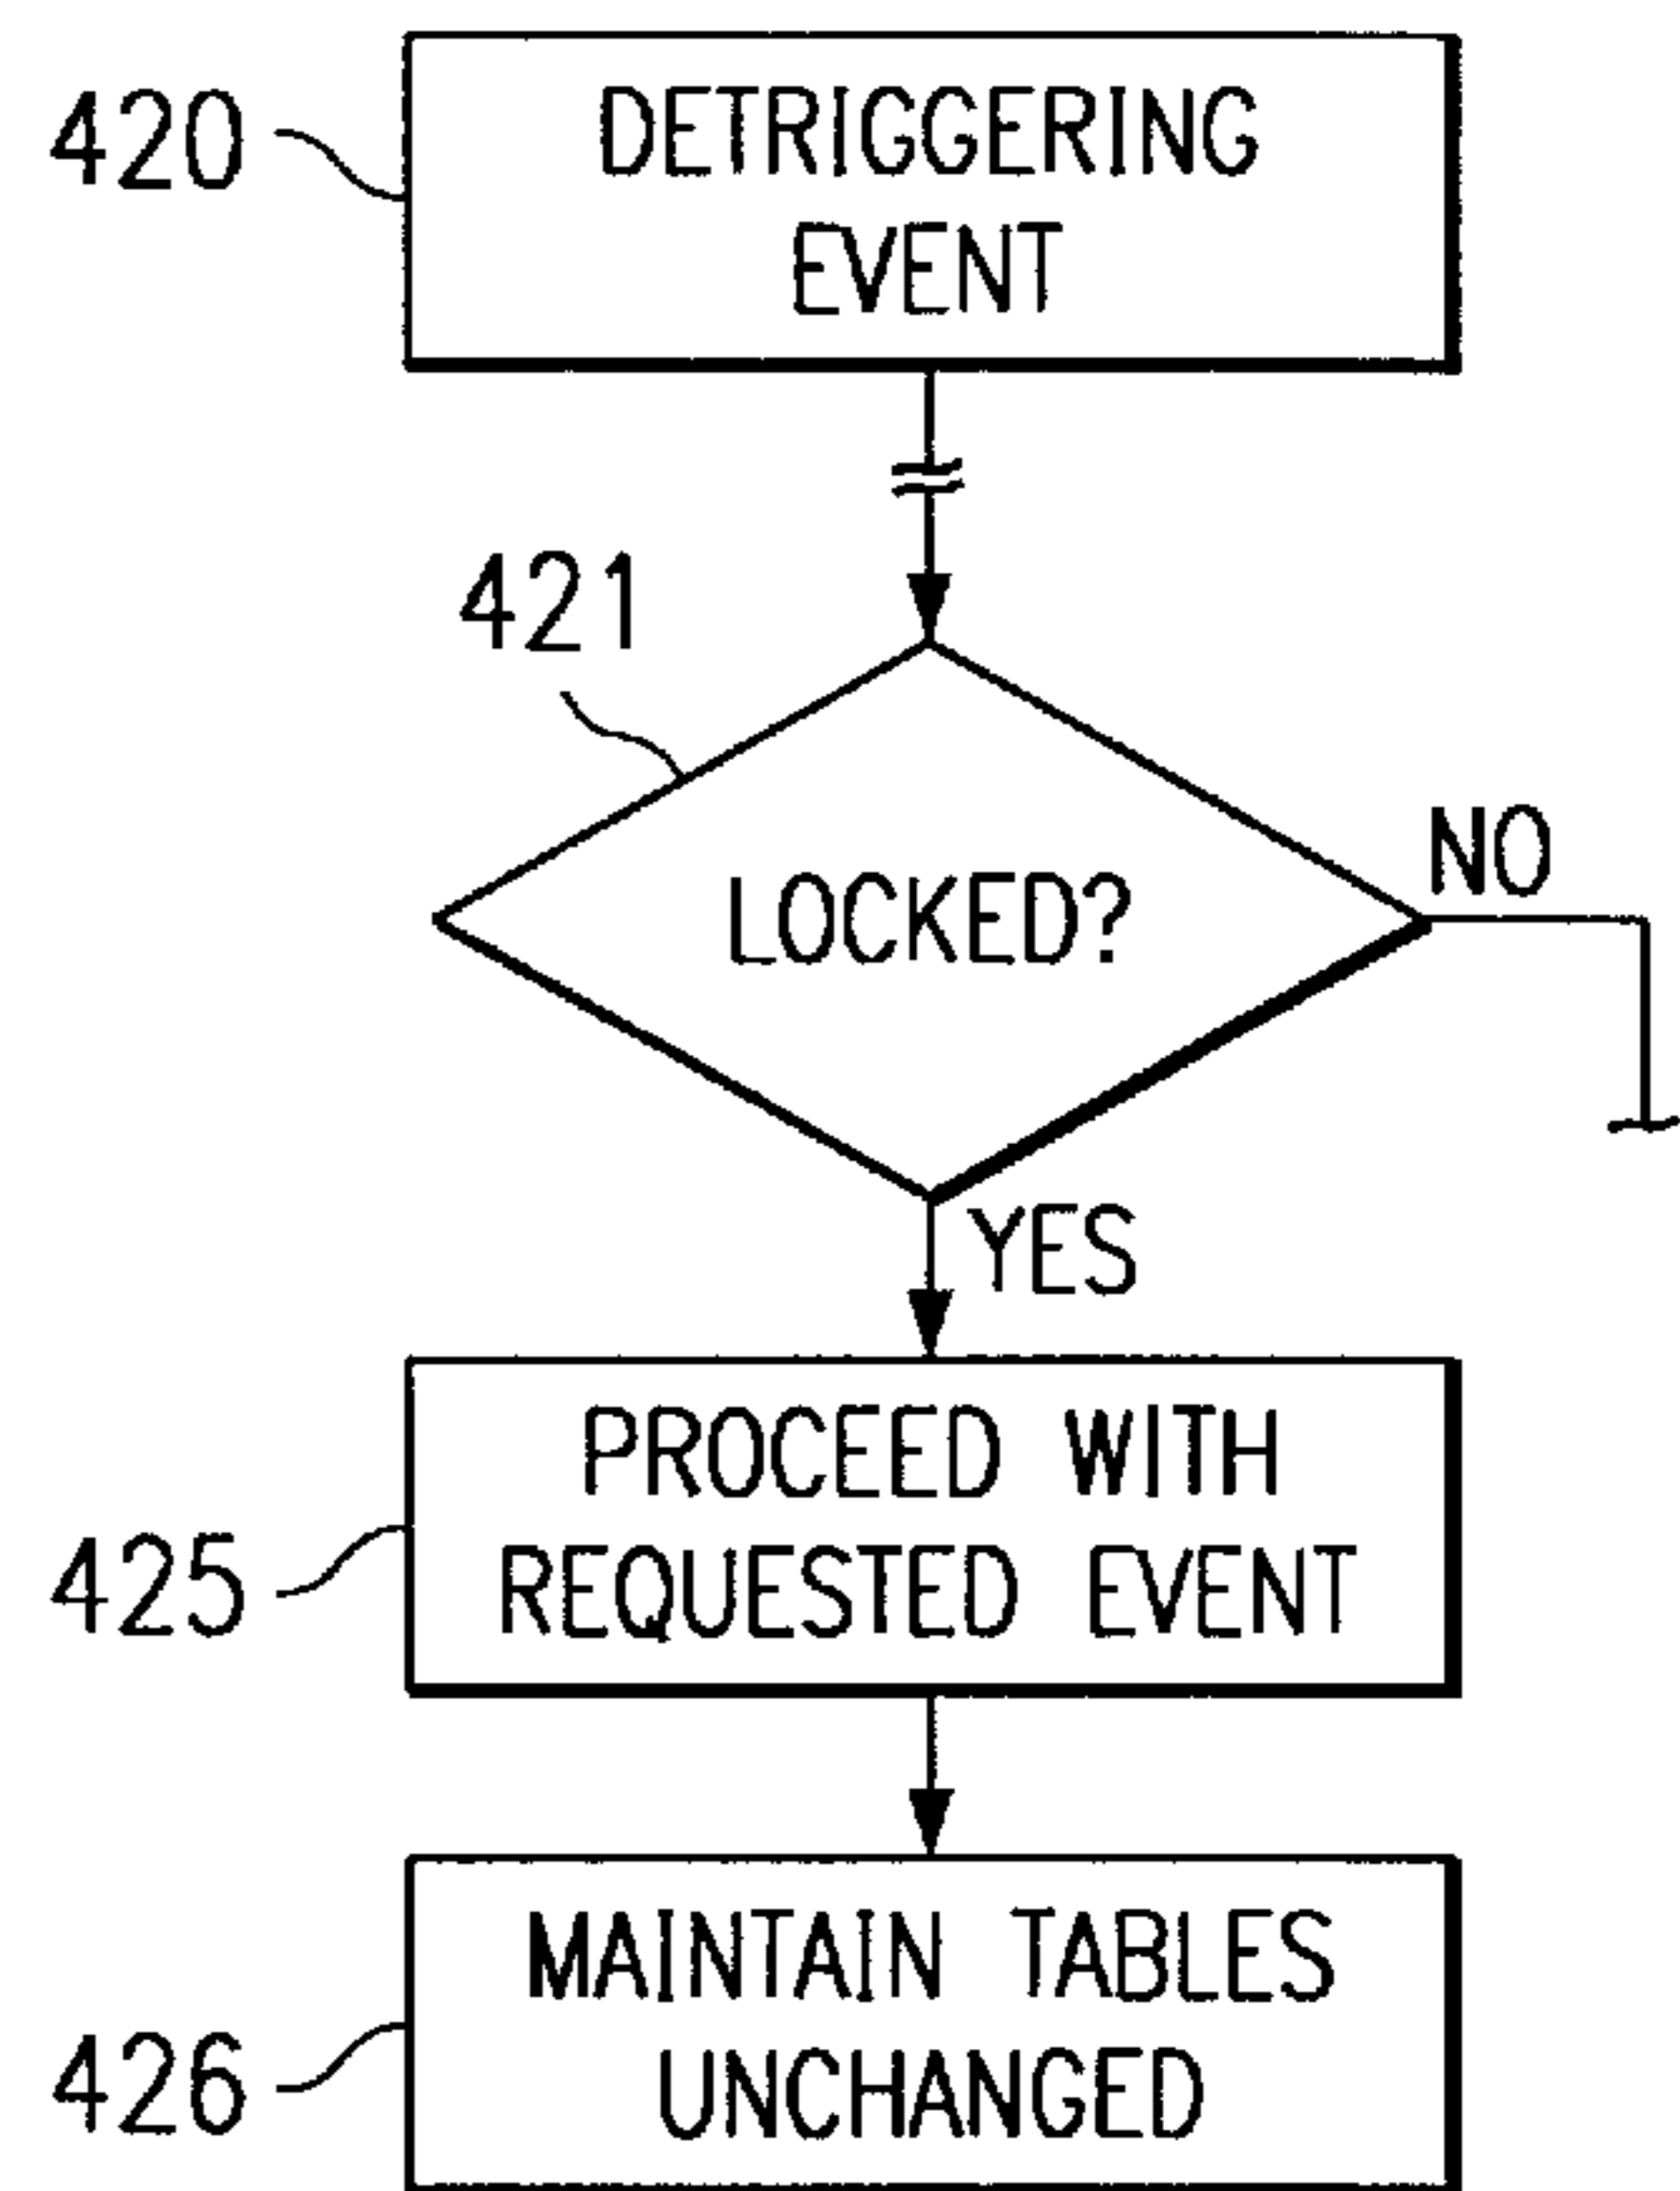 420
DETRIGGERING
EVENT
421
LOCKED?
NO
YES
425
PROCEED WITH
REQUESTED EVENT
426
MAINTAIN TABLES
UNCHANGED